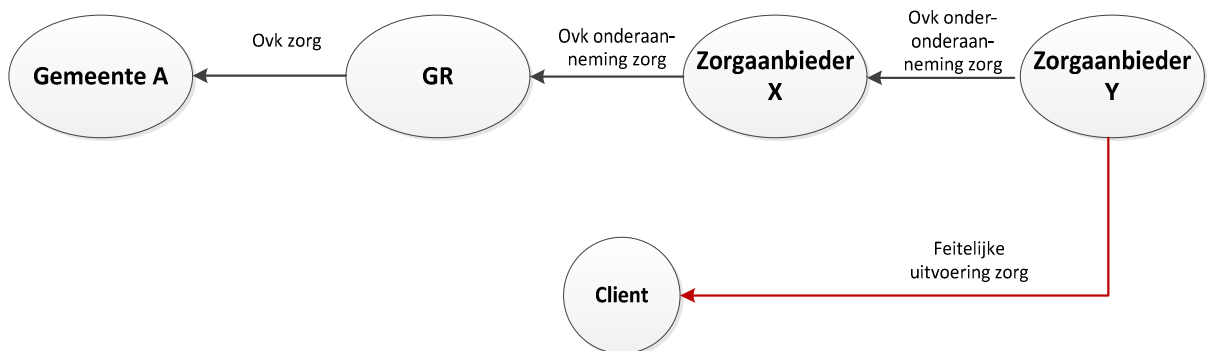 Gemeente A
Ovk zorg
GR
Ovk onderaan-
neming zorg
Zorgaanbieder
X
Ovk onder-
onderaan-
neming zorg
Zorgaanbieder
Y
Feitelijke
uitvoering zorg
Client